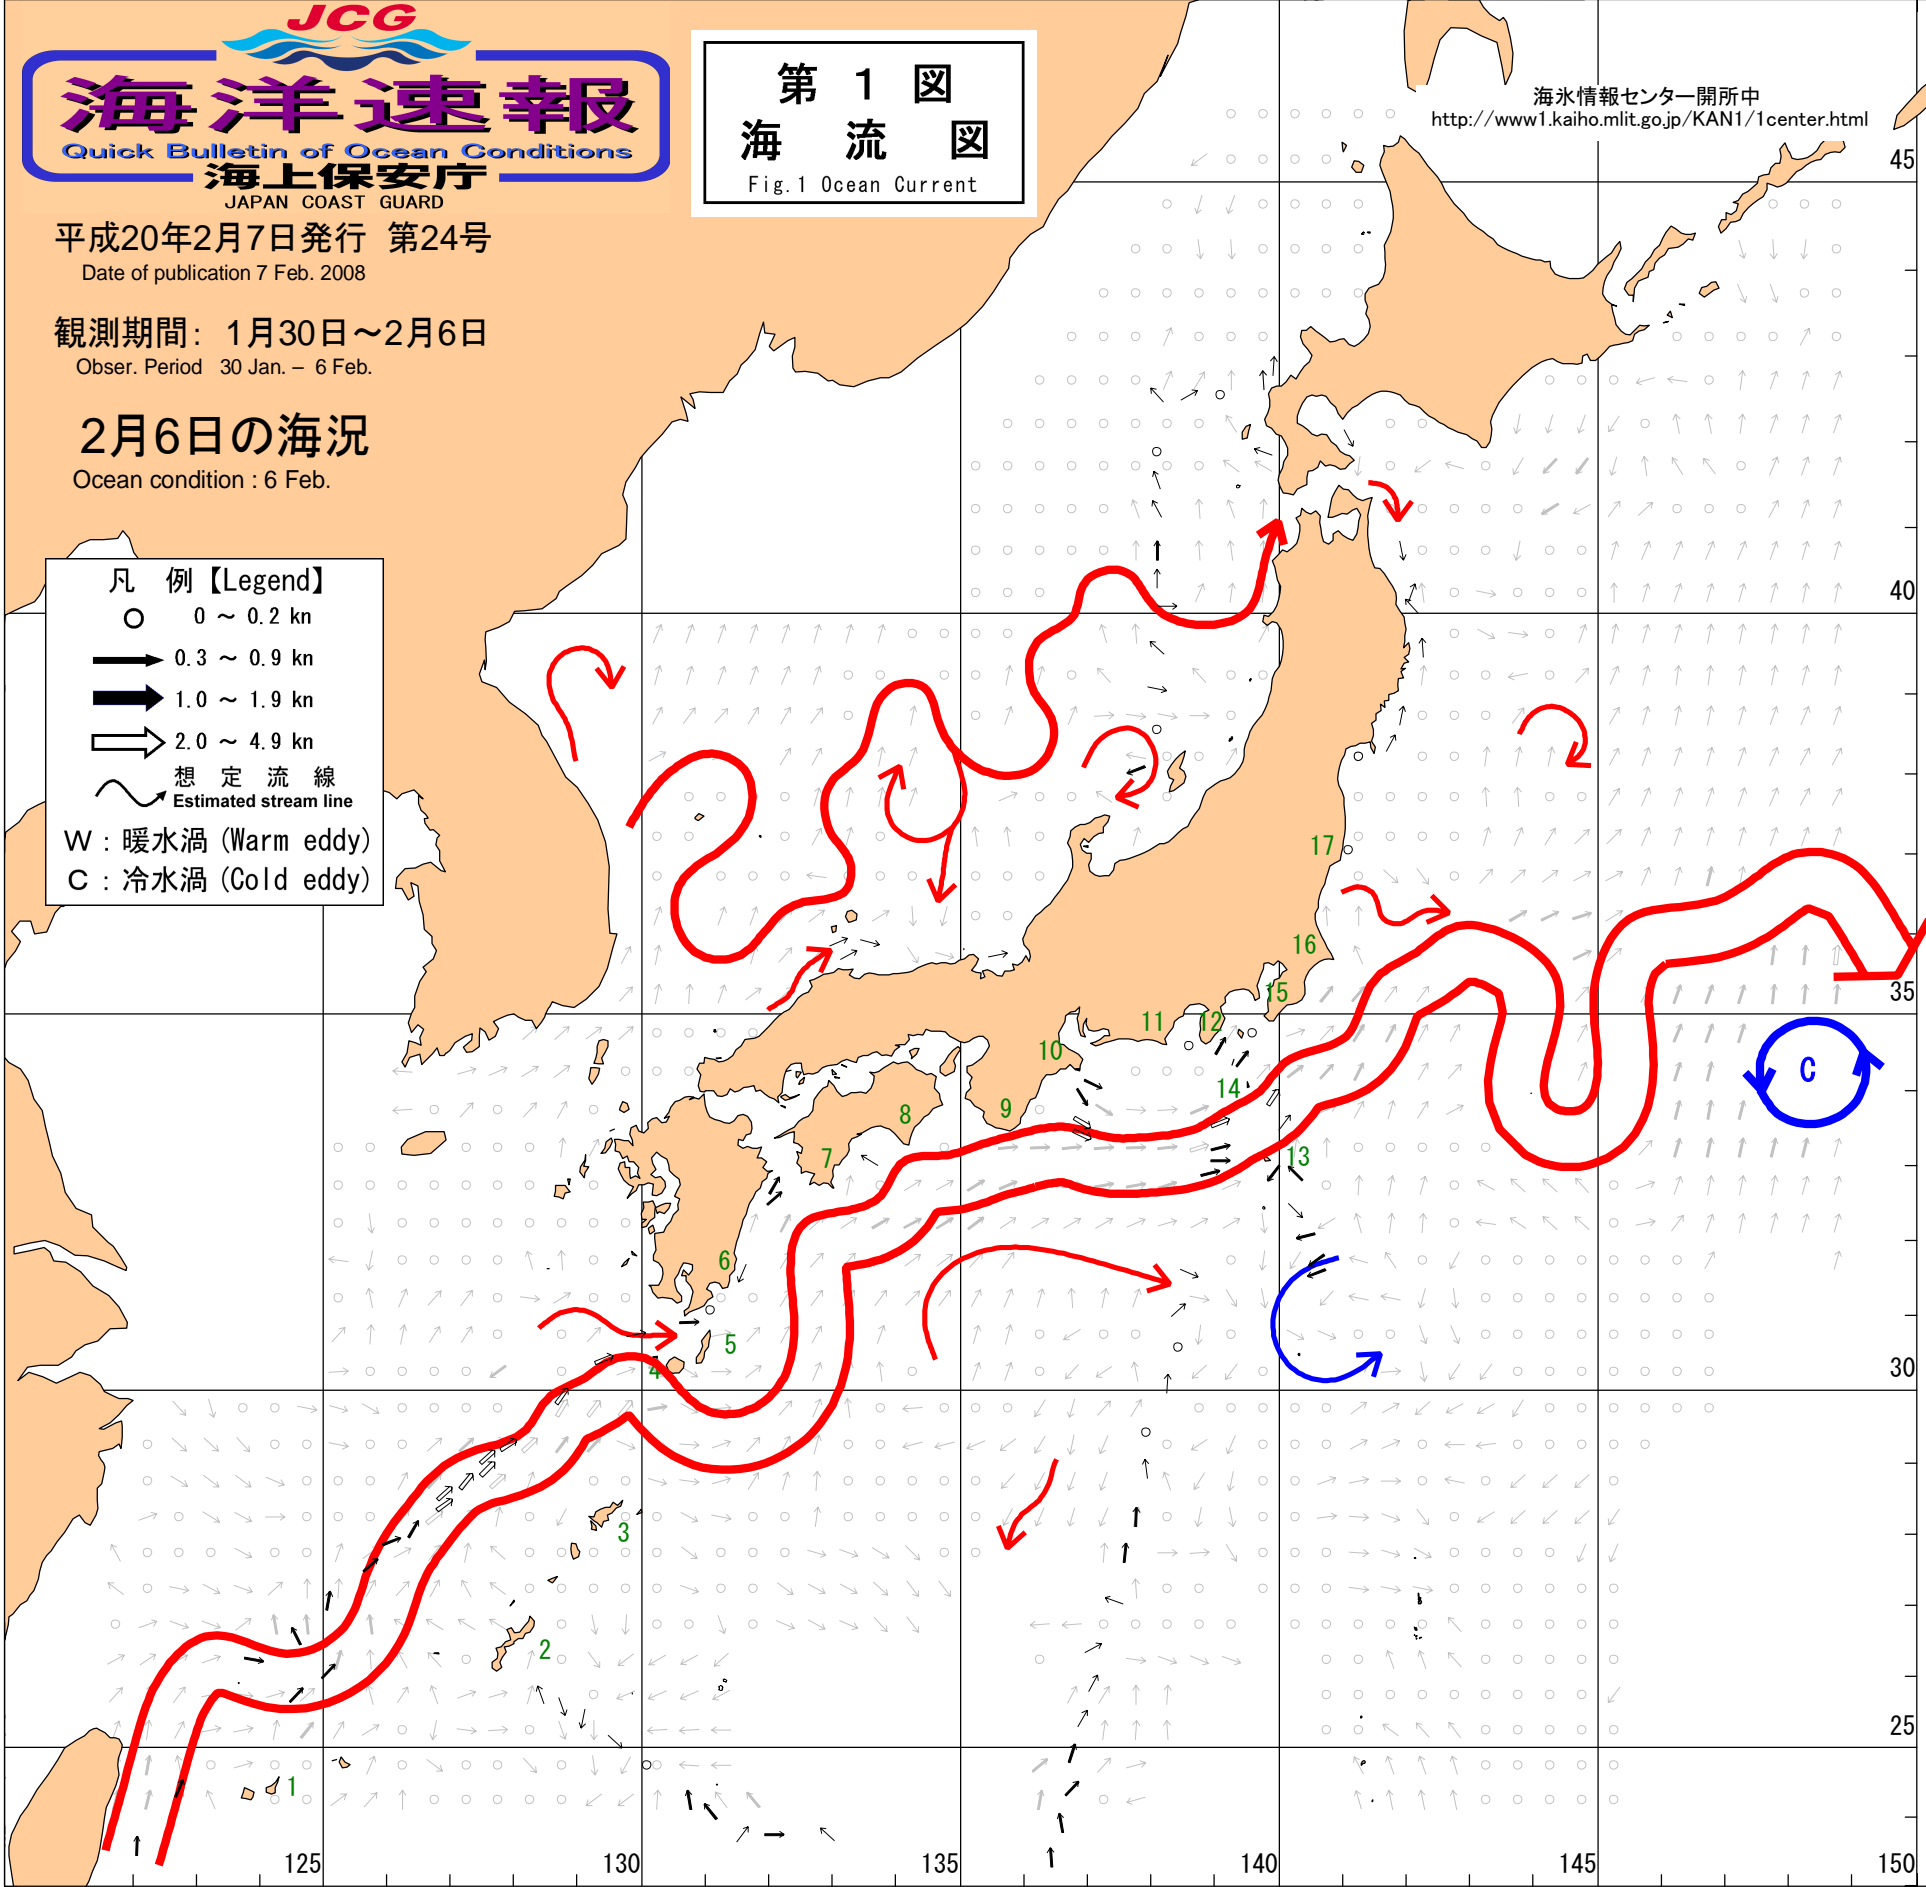 JCG
海洋速報
Quick Bulletin of Ocean Conditions
海上保安庁
JAPAN COAST GUARD
平成20年2月7日発行 第24号
Date of publication 7 Feb. 2008
観測期間: 1月30日～2月6日
Obser. Period 30 Jan. – 6 Feb.
2月6日の海況
Ocean condition : 6 Feb.
第 1 図
海 流 図
Fig.1 Ocean Current
海氷情報センター開所中
http://www1.kaiho.mlit.go.jp/KAN1/1center.html
凡 例【Legend】
0 ～ 0.2 kn
0.3 ～ 0.9 kn
1.0 ～ 1.9 kn
2.0 ～ 4.9 kn
想 定 流 線
Estimated stream line
W : 暖水渦 (Warm eddy)
C : 冷水渦 (Cold eddy)
45
40
17
16
15
35
11
12
10
C
14
9
8
7
13
6
5
4
30
3
2
25
1
125
130
135
140
145
150